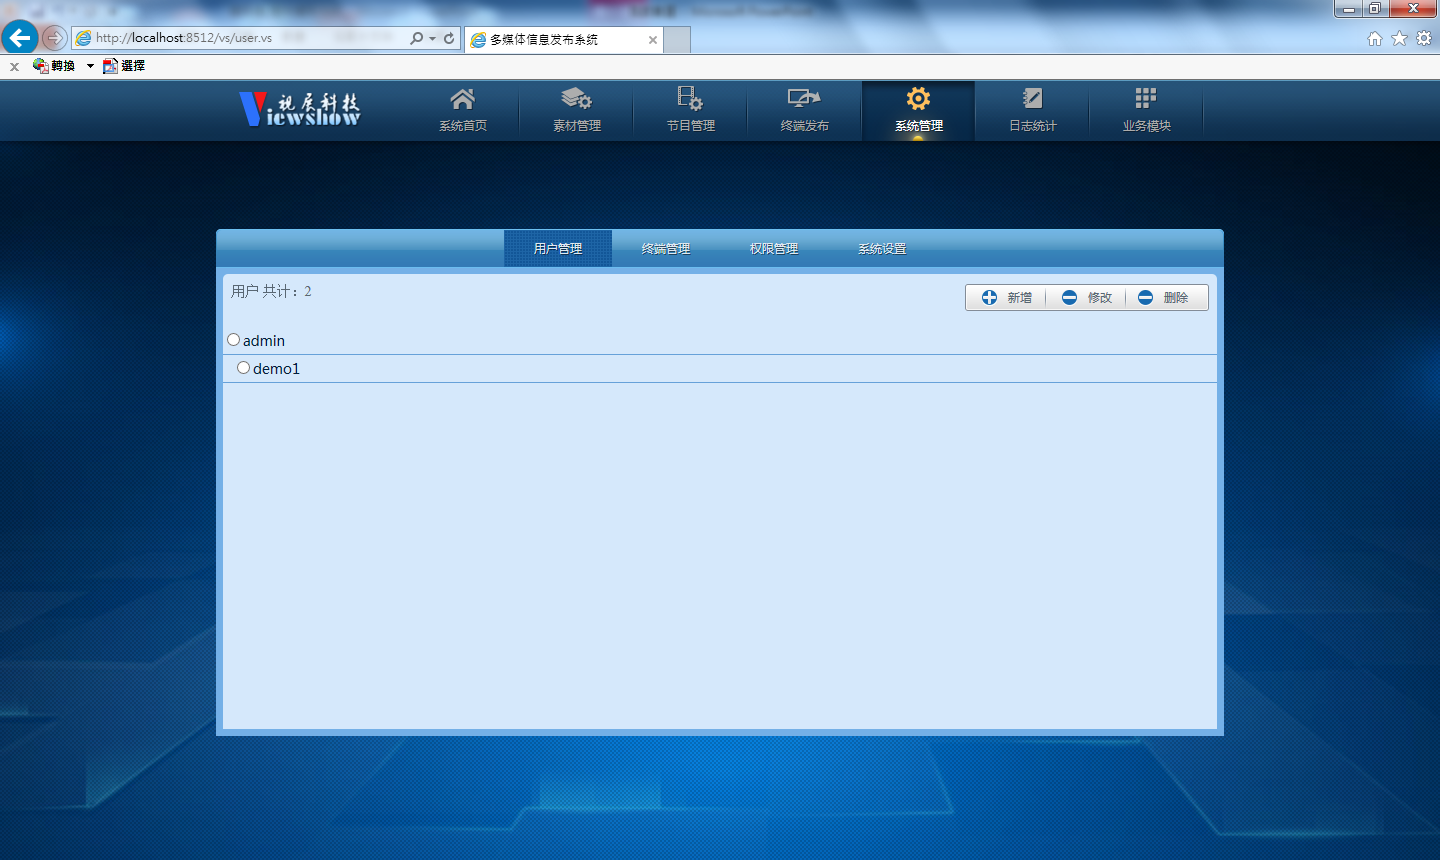 http://localhost:8512/vs/user.vs
多媒体信息发布系统
x 轉換 選擇
视展科技
Viewshow
系统首页 素材管理 节目管理 终端发布 系统管理 日志统计 业务模块
用户管理 终端管理 权限管理 系统设置
用户 共计：2
新增 修改 删除
admin
demo1